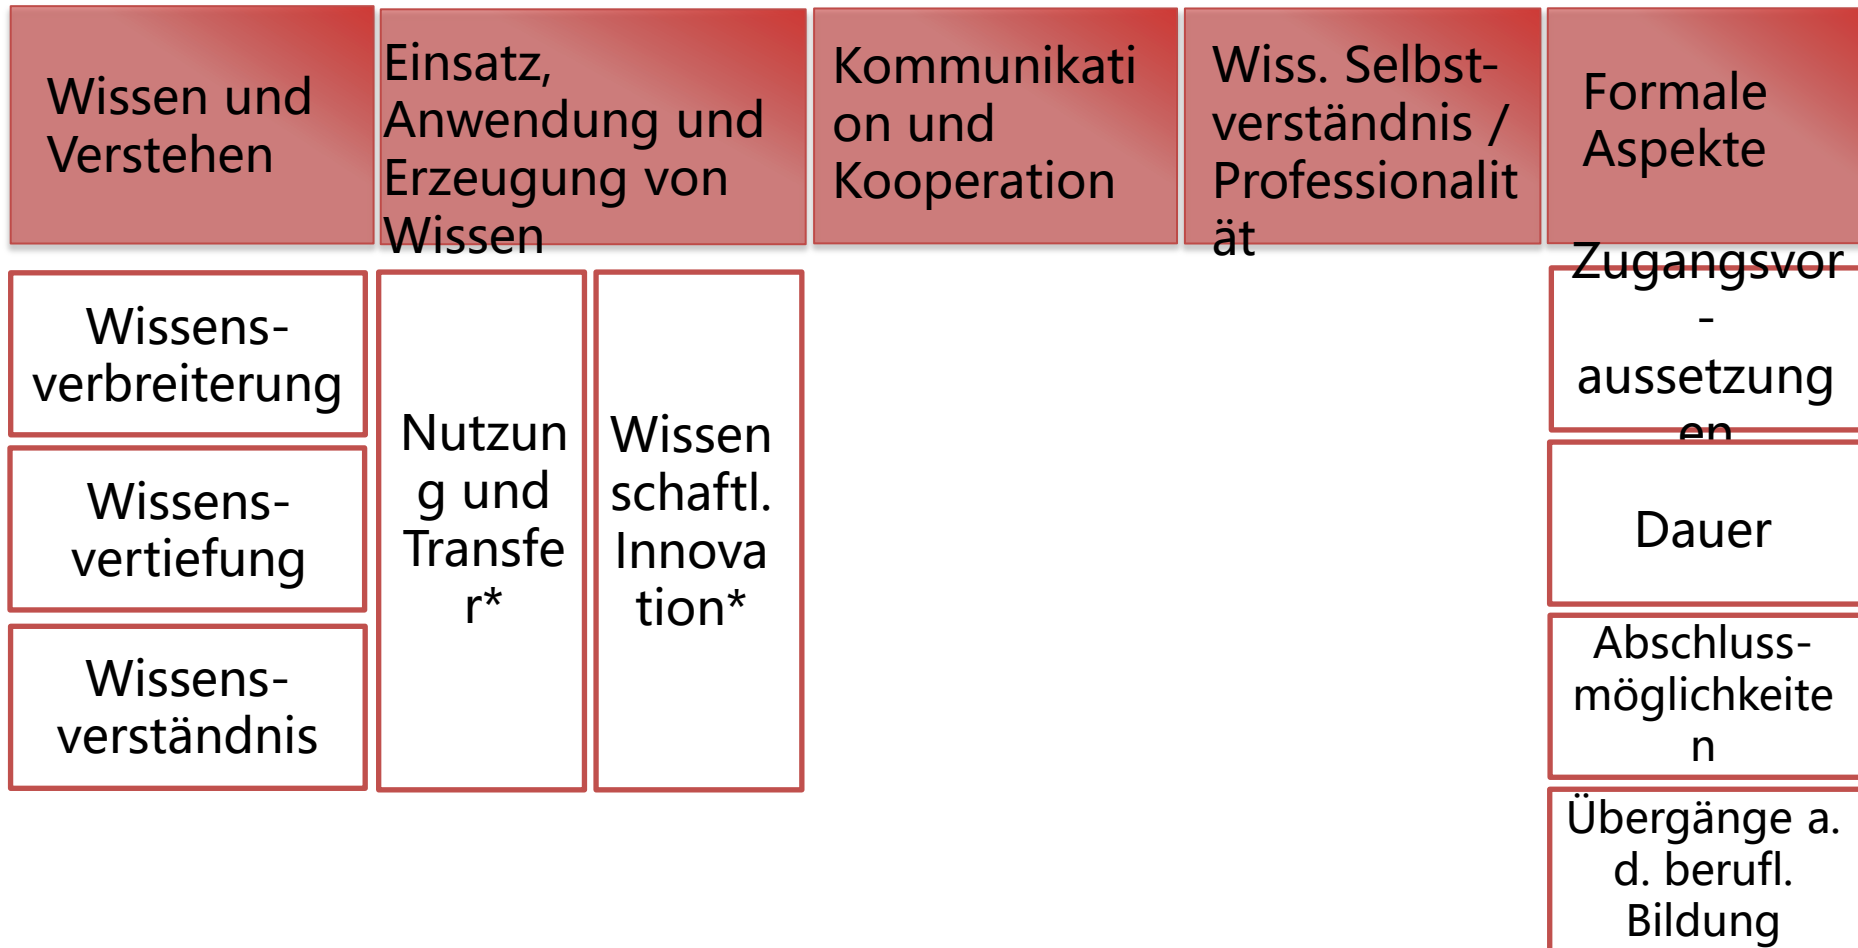 Wissen und
Verstehen
Einsatz,
Anwendung und
Erzeugung von
Wissen
Kommunikati
on und
Kooperation
Wiss. Selbst-
verständnis /
Professionalit
ät
Formale
Aspekte
Wissens-
verbreiterung
Wissens-
vertiefung
Wissens-
verständnis
Nutzun
g und
Transfe
r*
Wissen
schaftl.
Innova
tion*
Zugangsvor
-
aussetzung
en
Dauer
Abschluss-
möglichkeite
n
Übergänge a.
d. berufl.
Bildung